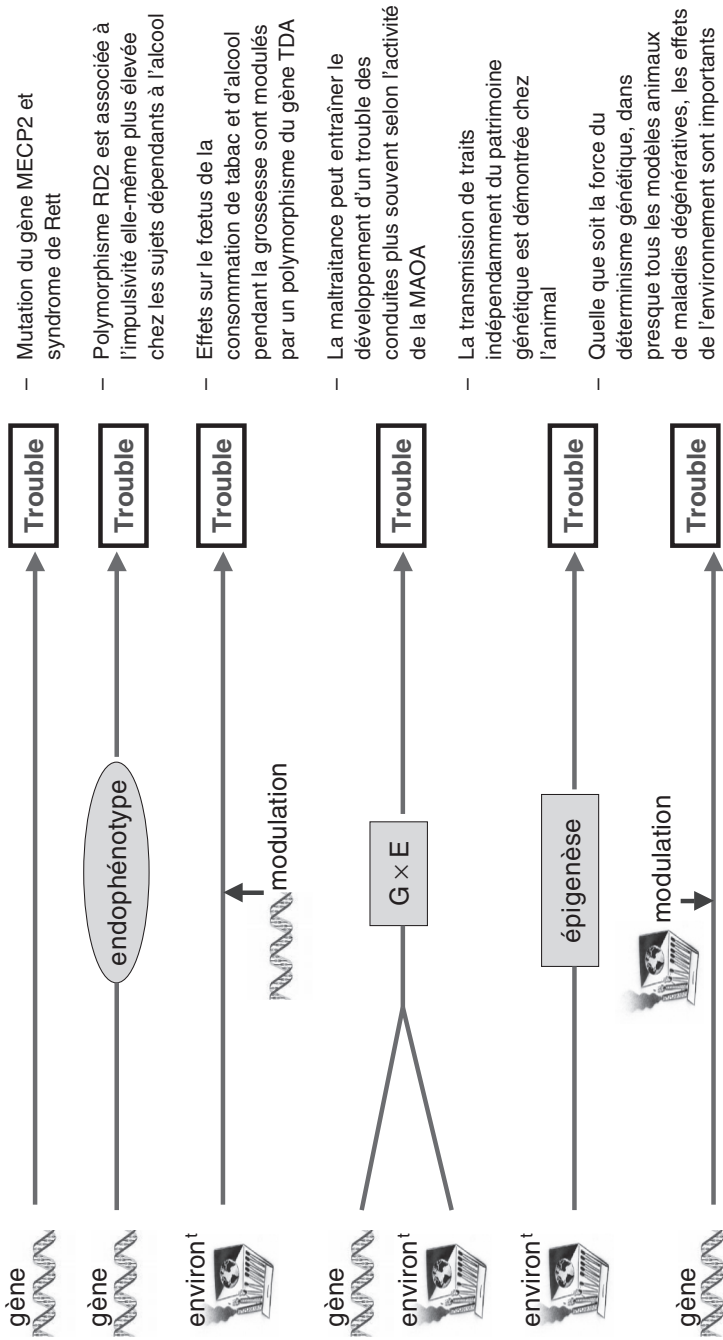 gène
Trouble
– Mutation du gène MECP2 et
syndrome de Rett
gène
endophénotype
Trouble
– Polymorphisme RD2 est associée à
l'impulsivité elle-même plus élevée
chez les sujets dépendants à l'alcool
environt
modulation
Trouble
– Effets sur le fœtus de la
consommation de tabac et d'alcool
pendant la grossesse sont modulés
par un polymorphisme du gène TDA
gène
environt
G × E
Trouble
– La maltraitance peut entraîner le
développement d'un trouble des
conduites plus souvent selon l'activité
de la MAOA
environt
épigenèse
Trouble
– La transmission de traits
indépendamment du patrimoine
génétique est démontrée chez
l'animal
gène
modulation
Trouble
– Quelle que soit la force du
déterminisme génétique, dans
presque tous les modèles animaux
de maladies dégénératives, les effets
de l'environnement sont importants